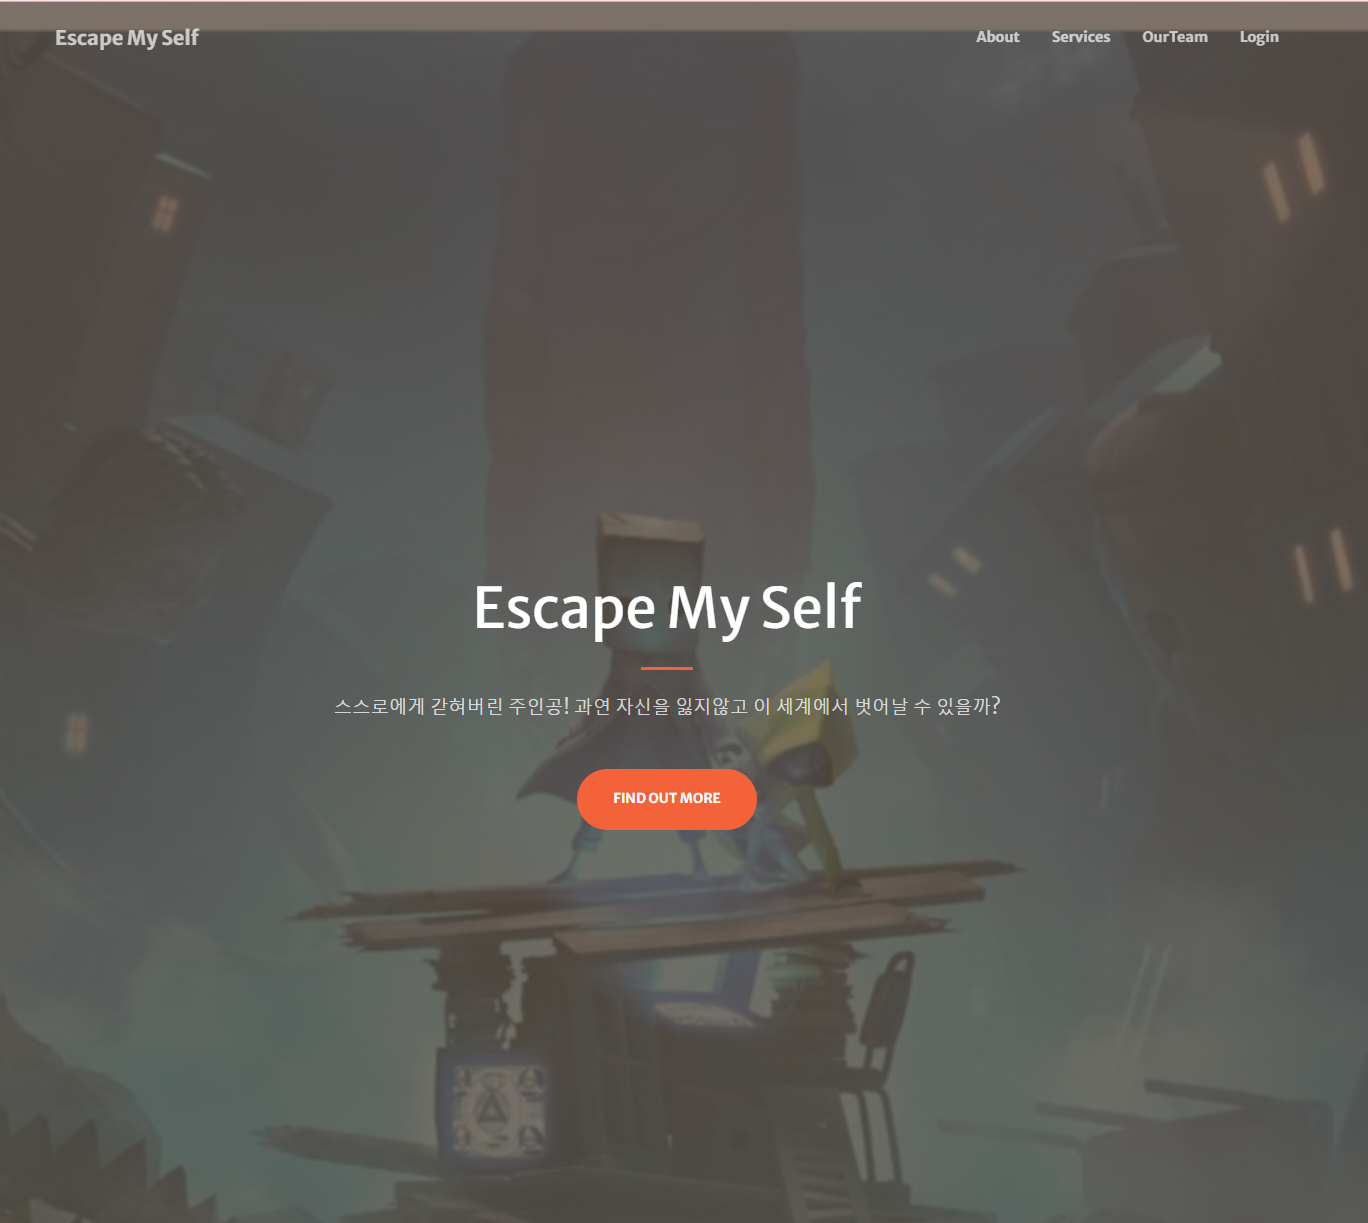 Escape My Self
About Services OurTeam Login
Escape My Self
스스로에게 갇혀버린 주인공! 과연 자신을 잃지않고 이 세계에서 벗어날 수 있을까?
FIND OUT MORE